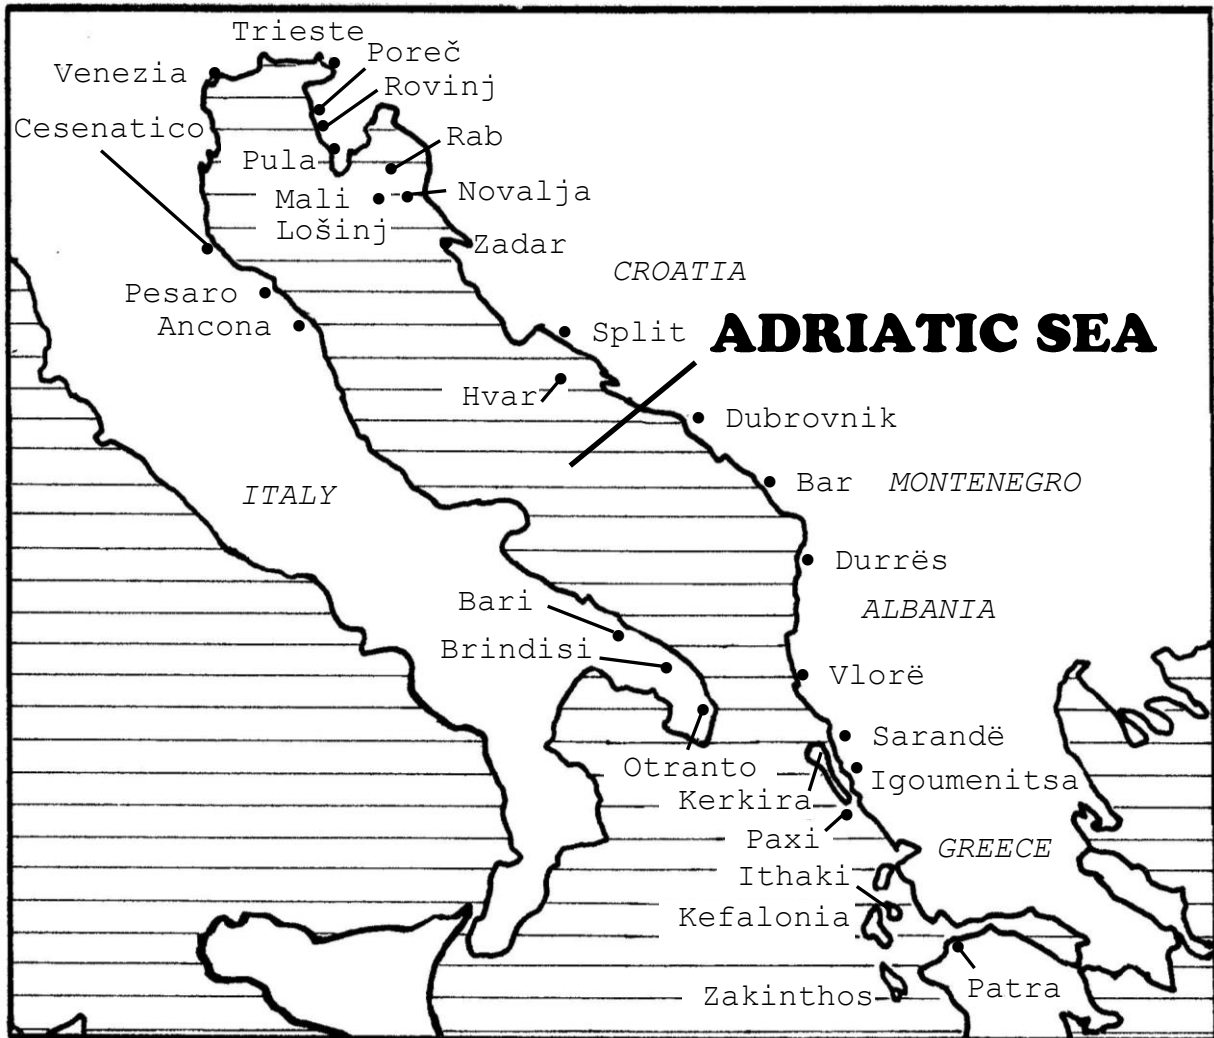 Trieste
Poreč
Venezia
Rovinj
Cesenatico
Rab
Pula
Mali
Lošinj
Novalja
Zadar
CROATIA
Pesaro
Ancona
Split
ADRIATIC SEA
Hvar
Dubrovnik
ITALY
Bar
MONTENEGRO
Durrës
Bari
ALBANIA
Brindisi
Vlorë
Sarandë
Otranto
Igoumenitsa
Kerkira
Paxi
GREECE
Ithaki
Kefalonia
Zakinthos
Patra